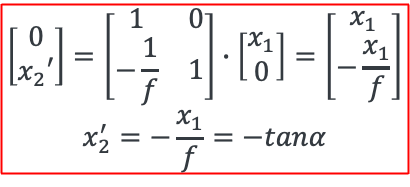 [0; x₂′] = [1 0; −1/f 1] · [x₁; 0] = [x₁; −x₁/f]
x₂′ = −x₁/f = −tanα